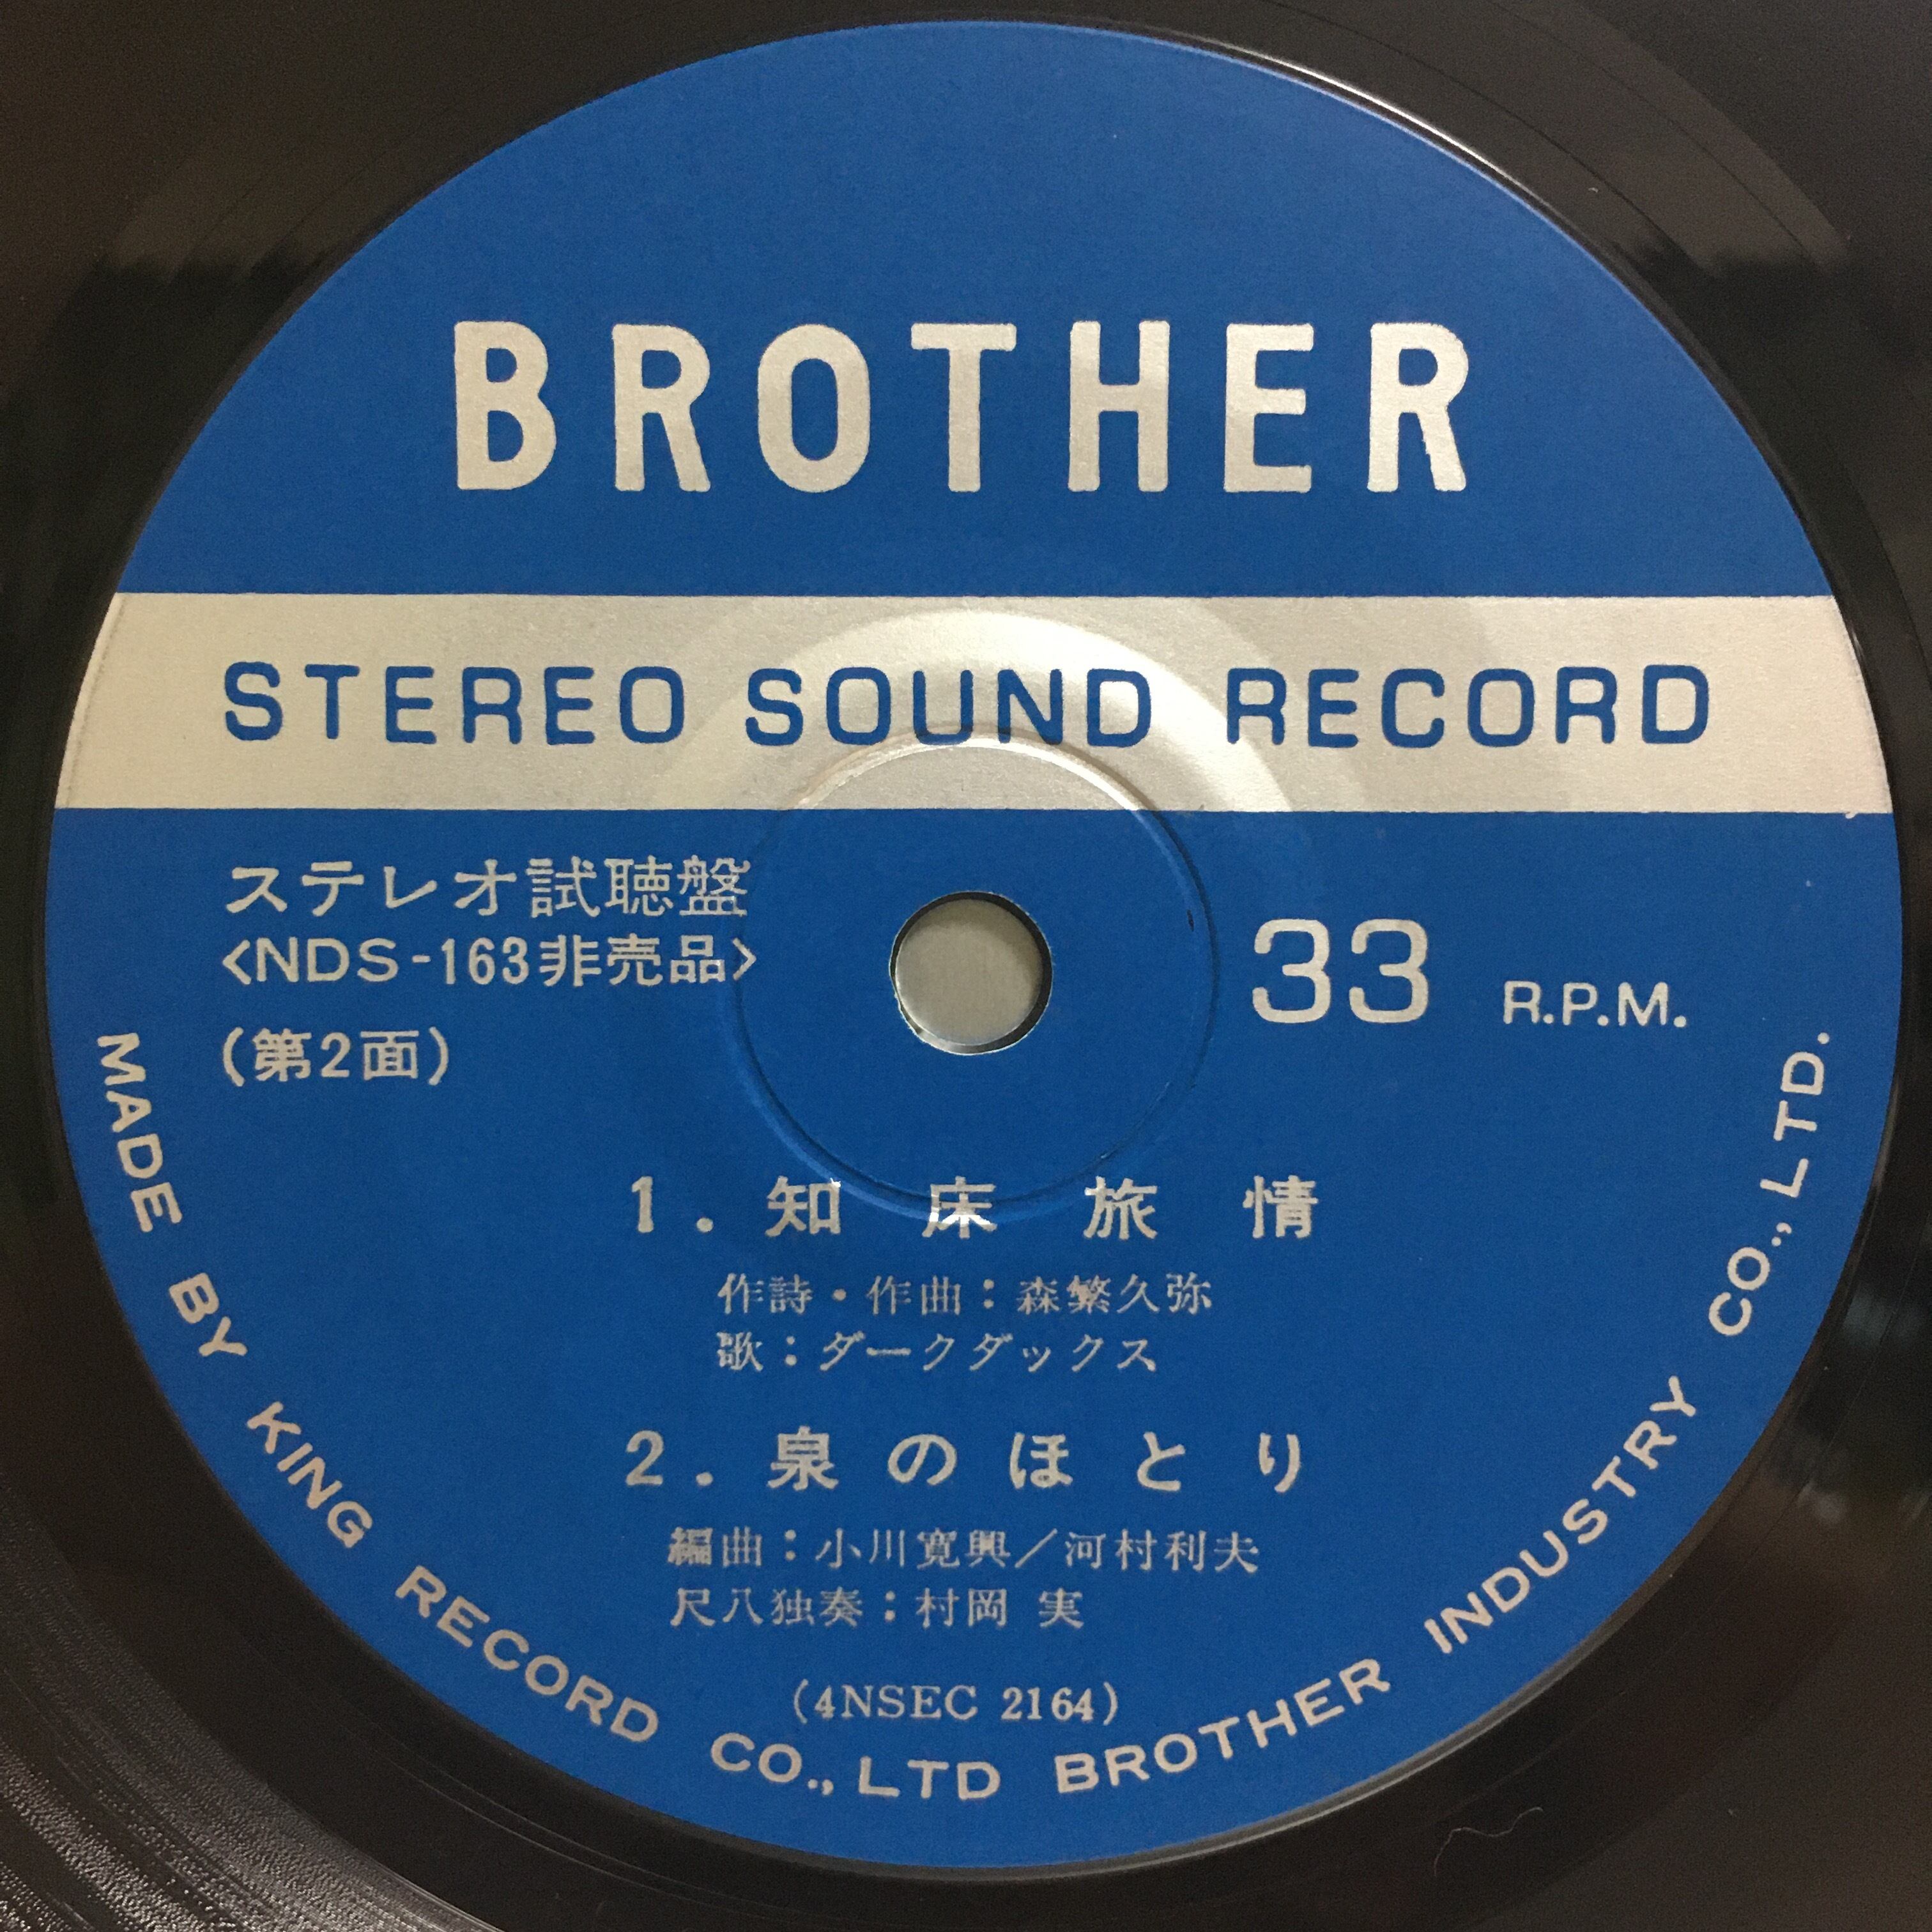 BROTHER
STEREO SOUND RECORD
ステレオ試聴盤
<NDS-163非売品>
(第2面)
33 R.P.M.
1. 知床旅情
作詩・作曲:森繁久弥
歌:ダークダックス
2. 泉のほとり
編曲:小川寛興/河村利夫
尺八独奏:村岡 実
(4NSEC 2164)
MADE BY KING RECORD CO., LTD BROTHER INDUSTRY CO., LTD.